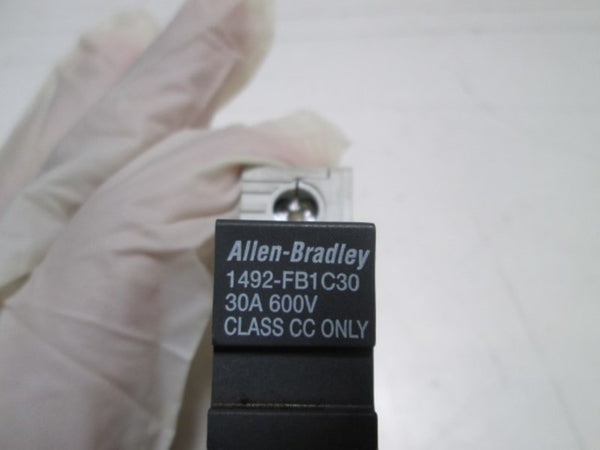 Allen-Bradley
1492-FB1C30
30A 600V
CLASS CC ONLY